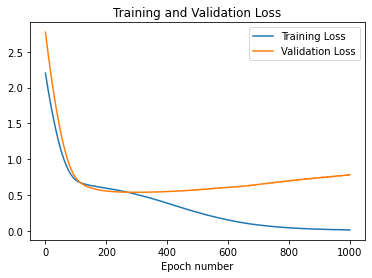 Training and Validation Loss
Training Loss
Validation Loss
2.5
2.0
1.5
1.0
0.5
0.0
0 200 400 600 800 1000
Epoch number